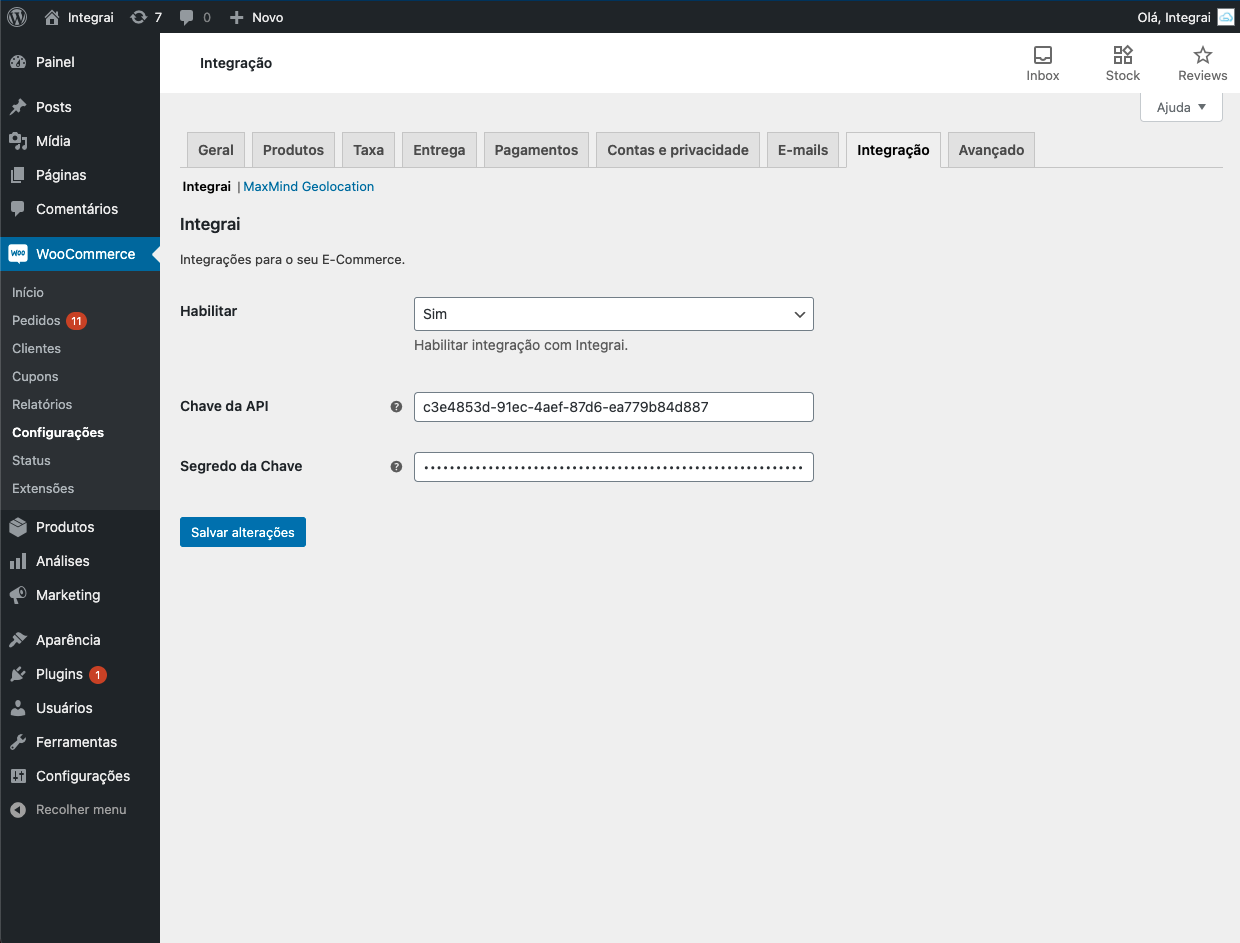 Integrai 7 0 Novo Olá, Integrai
Painel
Posts
Mídia
Páginas
Comentários
WOO WooCommerce
Início
Pedidos 11
Clientes
Cupons
Relatórios
Configurações
Status
Extensões
Produtos
Análises
Marketing
Aparência
Plugins 1
Usuários
Ferramentas
Configurações
Recolher menu
Integração
Inbox Stock Reviews
Ajuda ▼
Geral Produtos Taxa Entrega Pagamentos Contas e privacidade E-mails Integração Avançado
Integrai | MaxMind Geolocation
Integrai
Integrações para o seu E-Commerce.
Habilitar Sim
Habilitar integração com Integrai.
Chave da API ? c3e4853d-91ec-4aef-87d6-ea779b84d887
Segredo da Chave ?
Salvar alterações